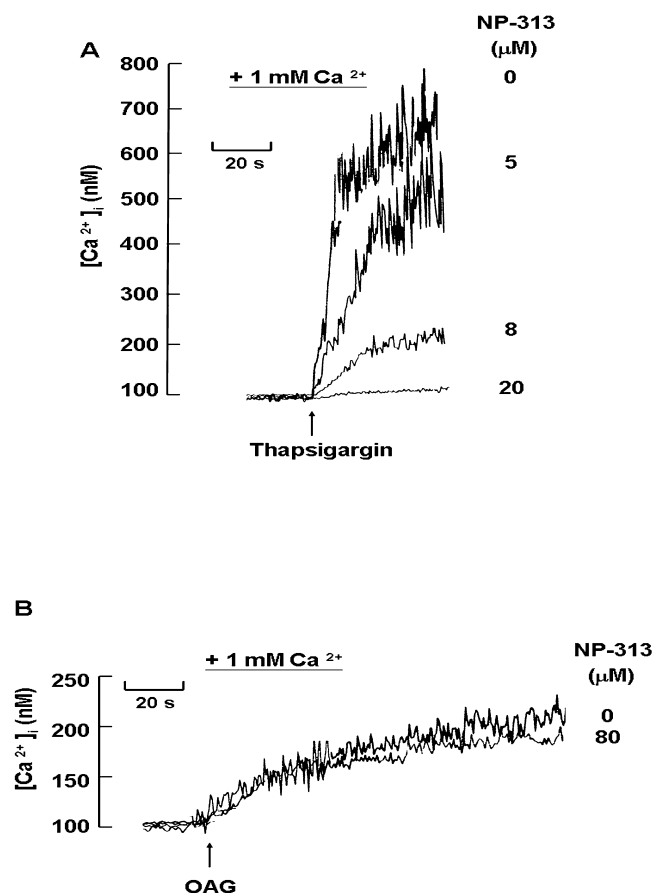 NP-313
(μM)
A
800
+ 1 mM Ca 2+
0
700
20 s
600
5
500
[Ca 2+]i (nM)
400
300
8
200
20
100
Thapsigargin
B
NP-313
(μM)
+ 1 mM Ca 2+
250
20 s
0
200
80
[Ca 2+]i (nM)
150
100
OAG